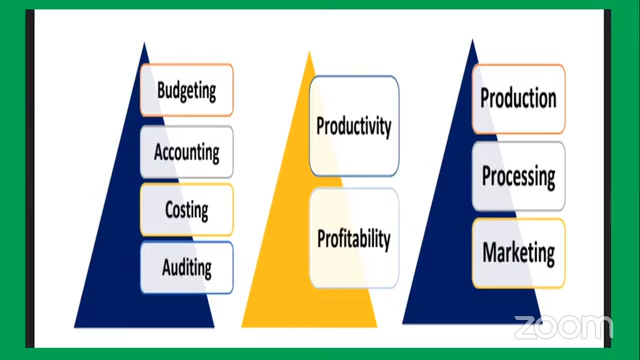 Budgeting
Accounting
Costing
Auditing
Productivity
Profitability
Production
Processing
Marketing
zoom